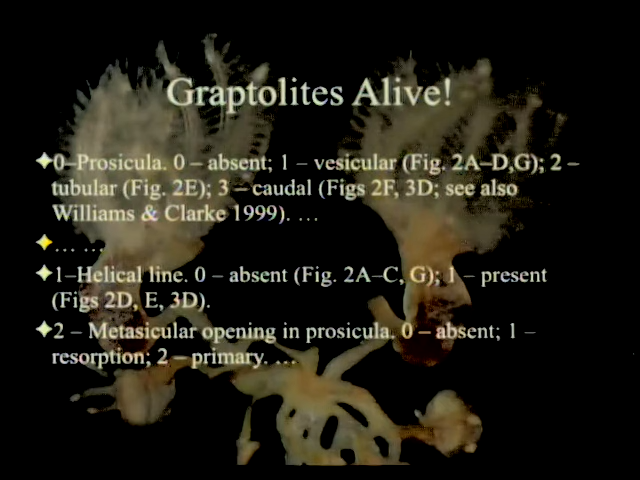 Graptolites Alive!
0–Prosicula. 0 – absent; 1 – vesicular (Fig. 2A–D,G); 2 –
tubular (Fig. 2E); 3 – caudal (Figs 2F, 3D; see also
Williams & Clarke 1999). …
… …
1–Helical line. 0 – absent (Fig. 2A–C, G); 1 – present
(Figs 2D, E, 3D).
2 – Metasicular opening in prosicula. 0 – absent; 1 –
resorption; 2 – primary. …